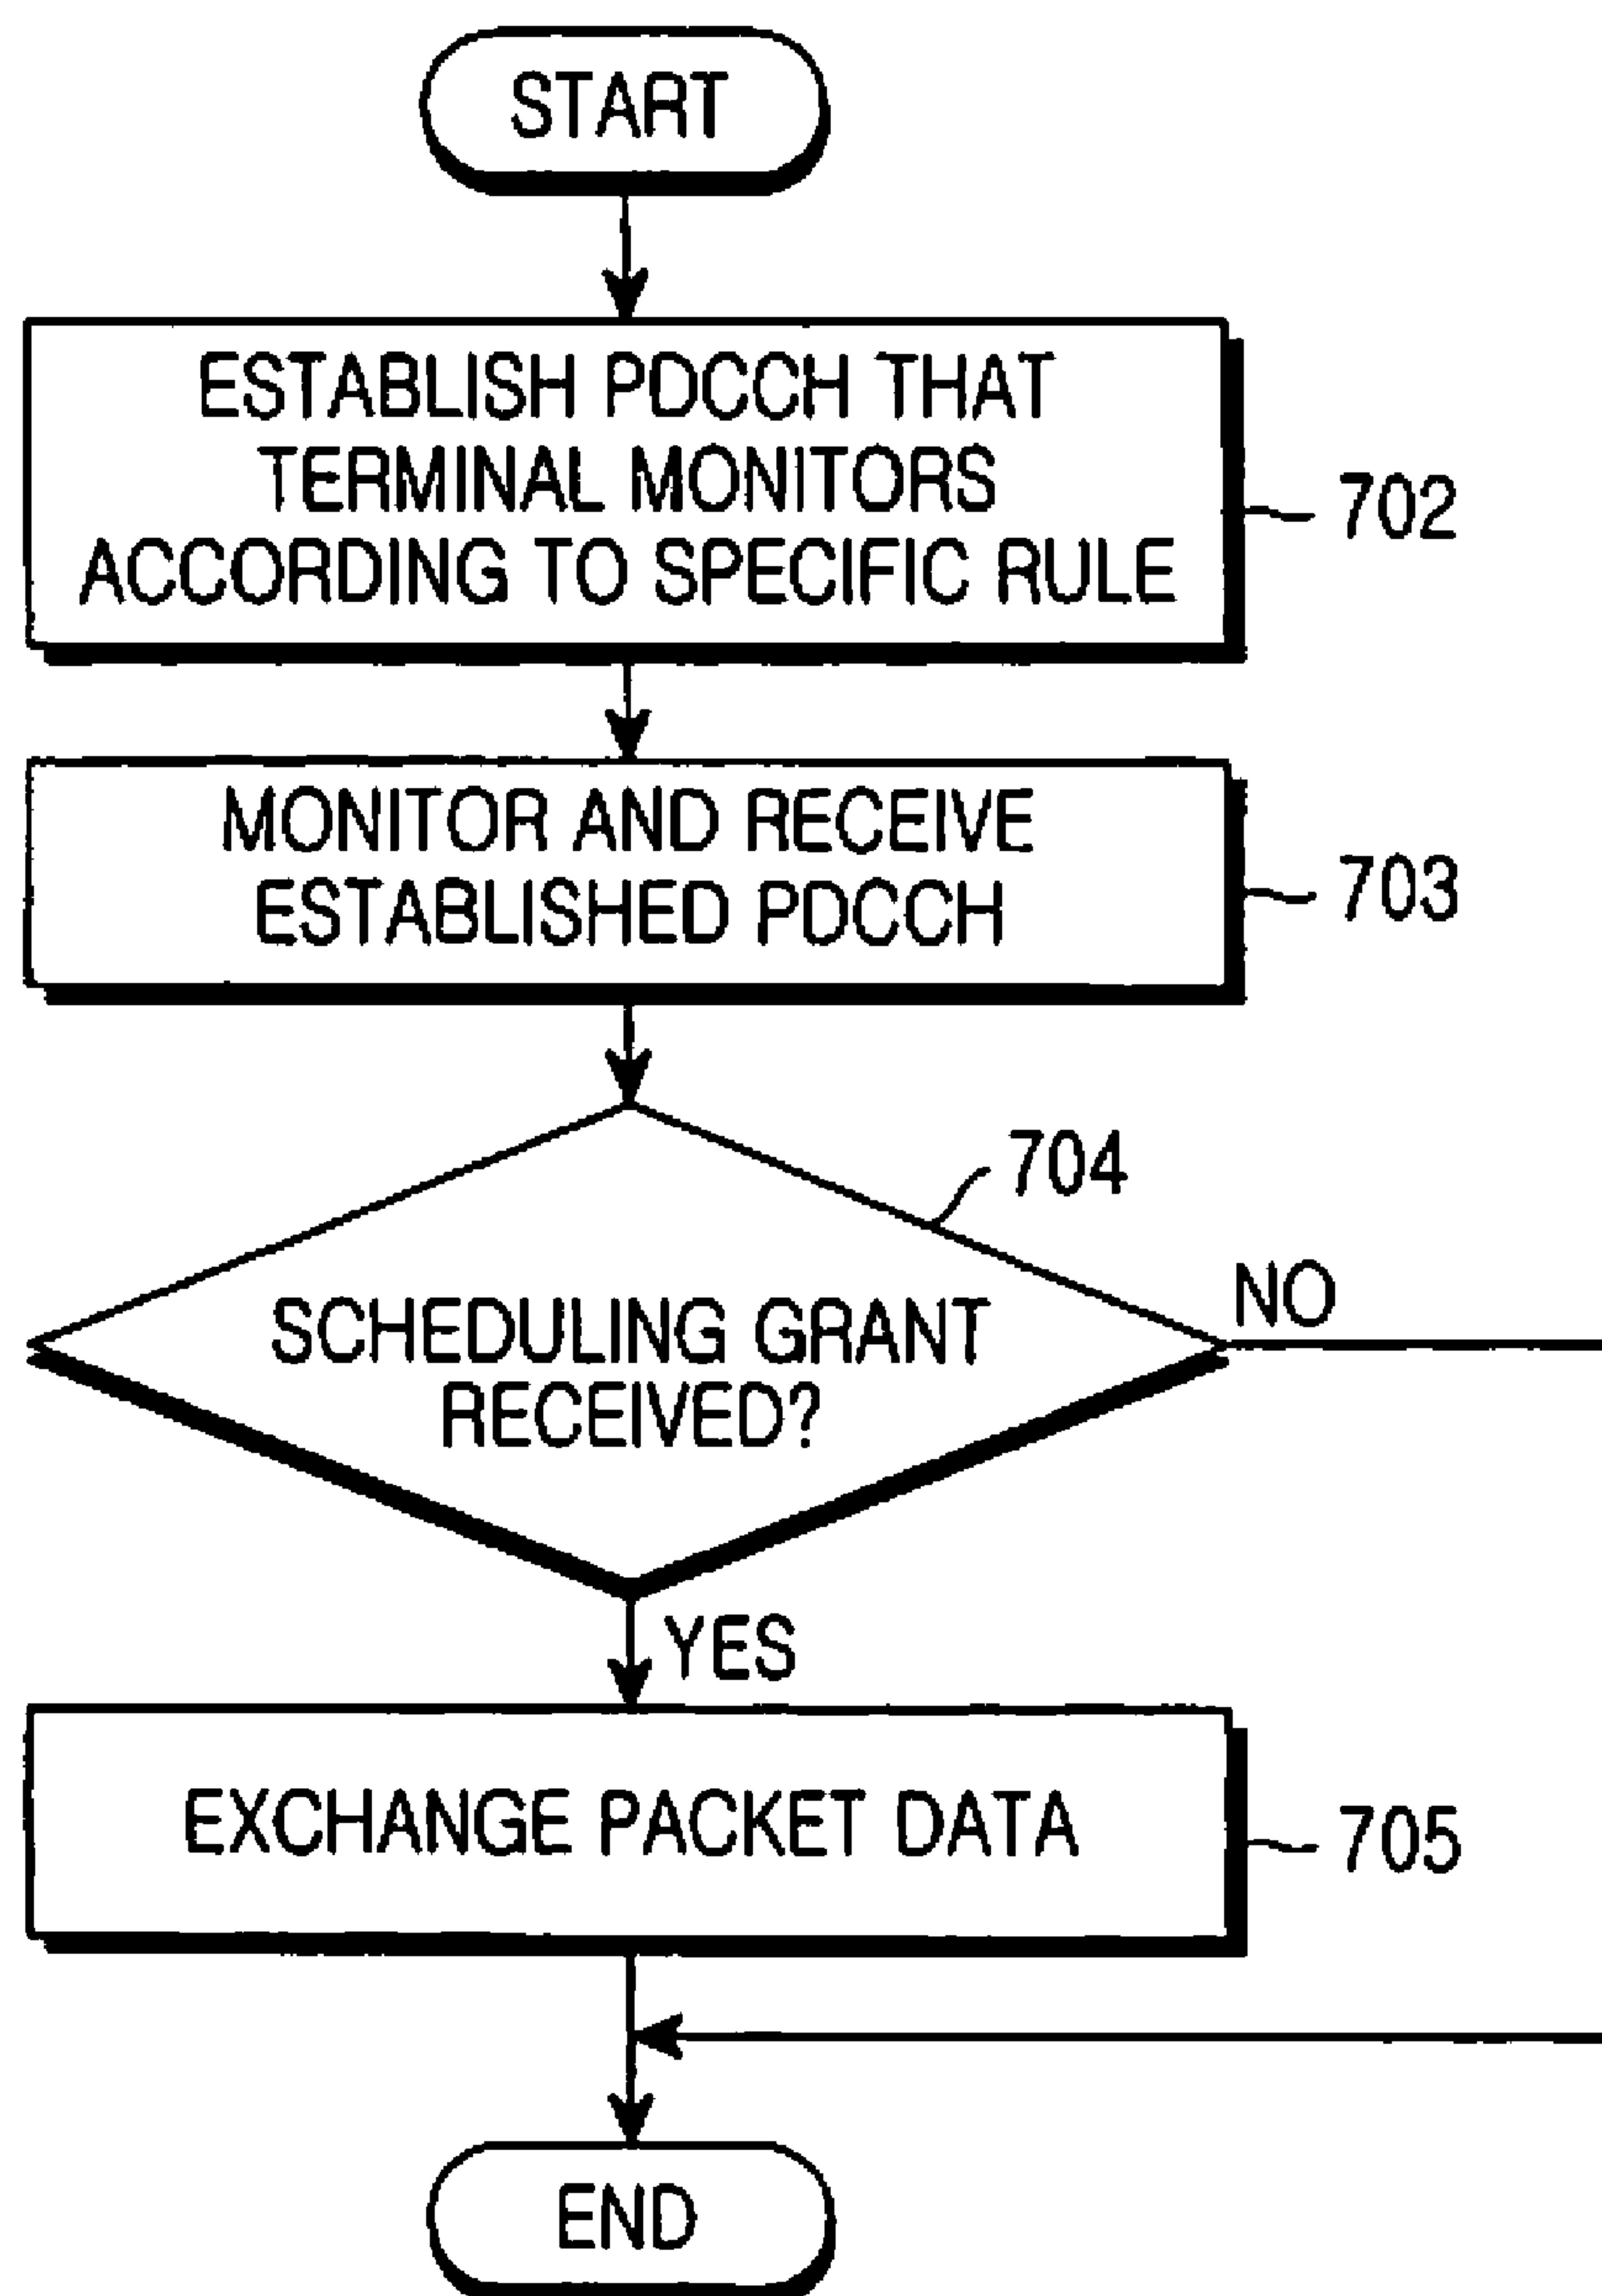 START
ESTABLISH PDCCH THAT
TERMINAL MONITORS
ACCORDING TO SPECIFIC RULE
702
MONITOR AND RECEIVE
ESTABLISHED PDCCH
703
704
SCHEDULING GRANT
RECEIVED?
NO
YES
EXCHANGE PACKET DATA
705
END